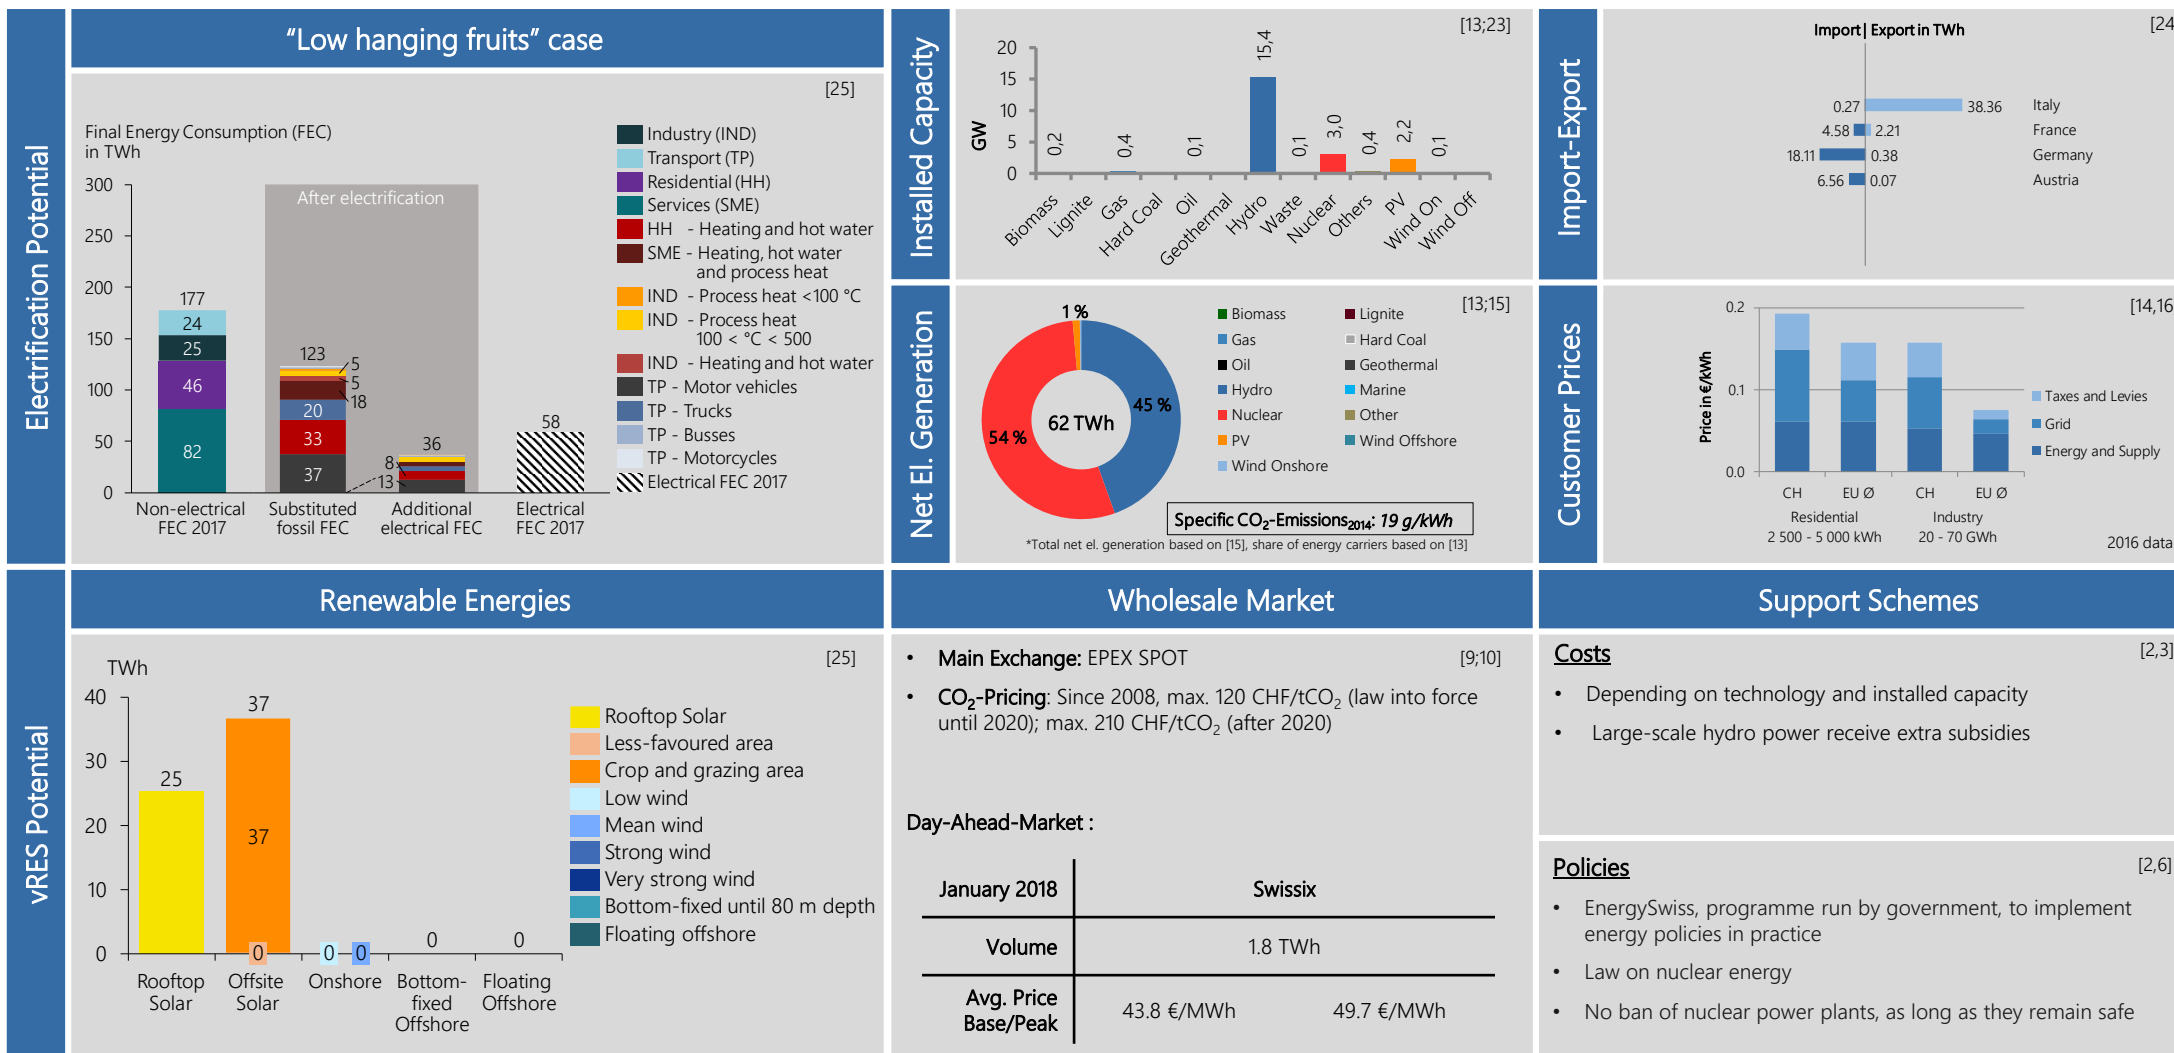 Electrification Potential
“Low hanging fruits” case
[25]
Final Energy Consumption (FEC)
in TWh
300
250
200
150
100
50
0
After electrification
177
24
25
46
82
123
5
5
18
20
33
37
36
8
13
58
Non-electrical
FEC 2017
Substituted
fossil FEC
Additional
electrical FEC
Electrical
FEC 2017
Industry (IND)
Transport (TP)
Residential (HH)
Services (SME)
HH - Heating and hot water
SME - Heating, hot water
and process heat
IND - Process heat <100 °C
IND - Process heat
100 < °C < 500
IND - Heating and hot water
TP - Motor vehicles
TP - Trucks
TP - Busses
TP - Motorcycles
Electrical FEC 2017
Installed Capacity
[13;23]
GW
20
15
10
5
0
0,2
0,4
0,1
15,4
0,1
3,0
0,4
2,2
0,1
Biomass
Lignite
Gas
Hard Coal
Oil
Geothermal
Hydro
Waste
Nuclear
Others
PV
Wind On
Wind Off
Import-Export
[24
Import | Export in TWh
0.27 38.36 Italy
4.58 2.21 France
18.11 0.38 Germany
6.56 0.07 Austria
Net El. Generation
[13;15]
1 %
45 %
54 %
62 TWh
Biomass
Lignite
Gas
Hard Coal
Oil
Geothermal
Hydro
Marine
Nuclear
Other
PV
Wind Offshore
Wind Onshore
Specific CO₂-Emissions₂₀₁₄: 19 g/kWh
*Total net el. generation based on [15], share of energy carriers based on [13]
Customer Prices
[14,16
Price in €/kWh
0.2
0.1
0.0
CH
EU Ø
CH
EU Ø
Residential
2 500 - 5 000 kWh
Industry
20 - 70 GWh
Taxes and Levies
Grid
Energy and Supply
2016 data
vRES Potential
Renewable Energies
[25]
TWh
40
30
20
10
0
25
37
37
0
0
0
0
0
Rooftop
Solar
Offsite
Solar
Onshore
Bottom-
fixed
Offshore
Floating
Offshore
Rooftop Solar
Less-favoured area
Crop and grazing area
Low wind
Mean wind
Strong wind
Very strong wind
Bottom-fixed until 80 m depth
Floating offshore
Wholesale Market
[9;10]
• Main Exchange: EPEX SPOT
• CO₂-Pricing: Since 2008, max. 120 CHF/tCO₂ (law into force
until 2020); max. 210 CHF/tCO₂ (after 2020)
Day-Ahead-Market :
January 2018 Swissix
Volume 1.8 TWh
Avg. Price
Base/Peak
43.8 €/MWh 49.7 €/MWh
Support Schemes
Costs
[2,3]
• Depending on technology and installed capacity
• Large-scale hydro power receive extra subsidies
Policies
[2,6]
• EnergySwiss, programme run by government, to implement
energy policies in practice
• Law on nuclear energy
• No ban of nuclear power plants, as long as they remain safe